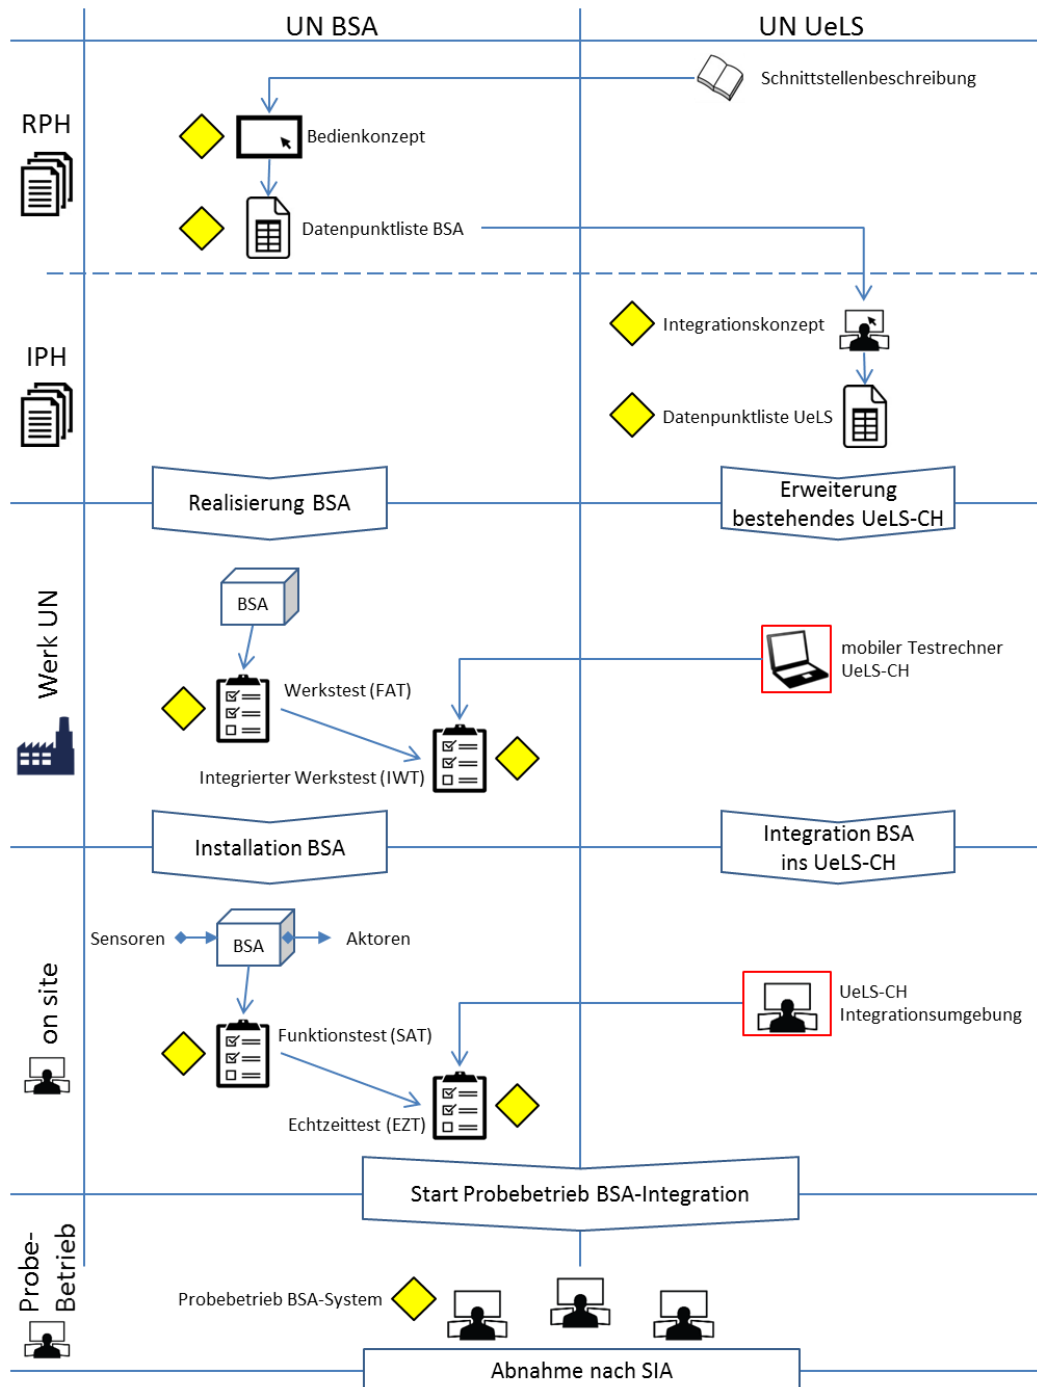 UN BSA
UN UeLS
RPH
Schnittstellenbeschreibung
Bedienkonzept
Datenpunktliste BSA
IPH
Integrationskonzept
Datenpunktliste UeLS
Realisierung BSA
Erweiterung
bestehendes UeLS-CH
Werk UN
BSA
mobiler Testrechner
UeLS-CH
Werkstest (FAT)
Integrierter Werkstest (IWT)
Installation BSA
Integration BSA
ins UeLS-CH
on site
Sensoren
BSA
Aktoren
UeLS-CH
Integrationsumgebung
Funktionstest (SAT)
Echtzeittest (EZT)
Start Probebetrieb BSA-Integration
Probe-
Betrieb
Probebetrieb BSA-System
Abnahme nach SIA